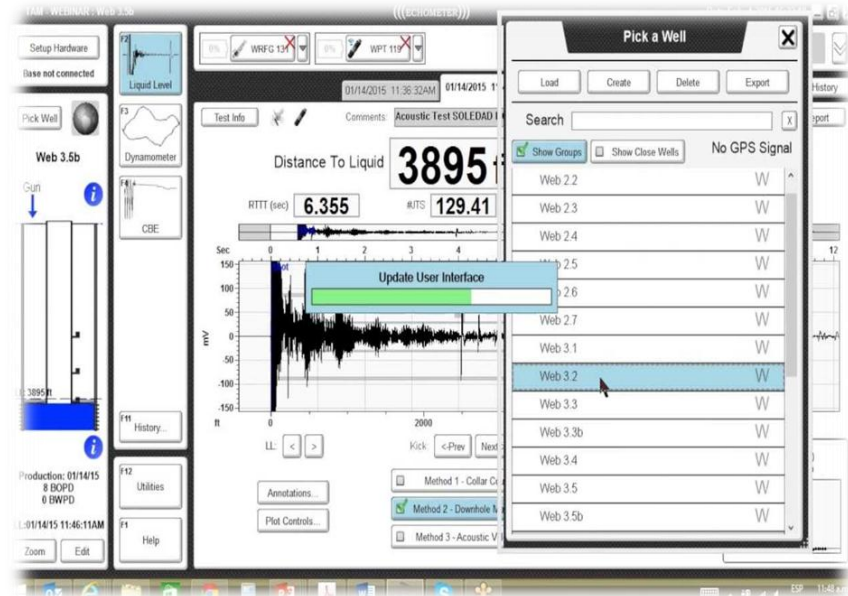 TAM - WEBINAR : Web 3.5b
(((ECHOMETER)))
Setup Hardware
Base not connected
Pick Well
Web 3.5b
Gun
3895 ft
Production: 01/14/15
8 BOPD
0 BWPD
01/14/15 11:46:11AM
Zoom
Edit
F2
Liquid Level
F3
Dynamometer
F4
CBE
F11
History...
F12
Utilities
F1
Help
0%
WRFG 131
0%
WPT 119
01/14/2015 11:36:32AM
01/14/2015
History
Test Info
Comments:
Acoustic Test SOLEDAD
Distance To Liquid
3895
RTTT (sec)
6.355
#JTS
129.41
Sec
0 1 2 3 4
12
150
100
50
0
-50
-100
-150
mV
ft
0
2000
LL:
<
>
Kick:
<-Prev
Next
Annotations...
Plot Controls...
Method 1 - Collar
Method 2 - Downhole
Method 3 - Acoustic
Update User Interface
Pick a Well
X
Load
Create
Delete
Export
Search
X
Show Groups
Show Close Wells
No GPS Signal
Web 2.2 W
Web 2.3 W
Web 2.4 W
2.5 W
2.6 W
Web 2.7 W
Web 3.1 W
Web 3.2 W
Web 3.3 W
Web 3.3b W
Web 3.4 W
Web 3.5 W
Web 3.5b W
ESP
11:48 a.m.